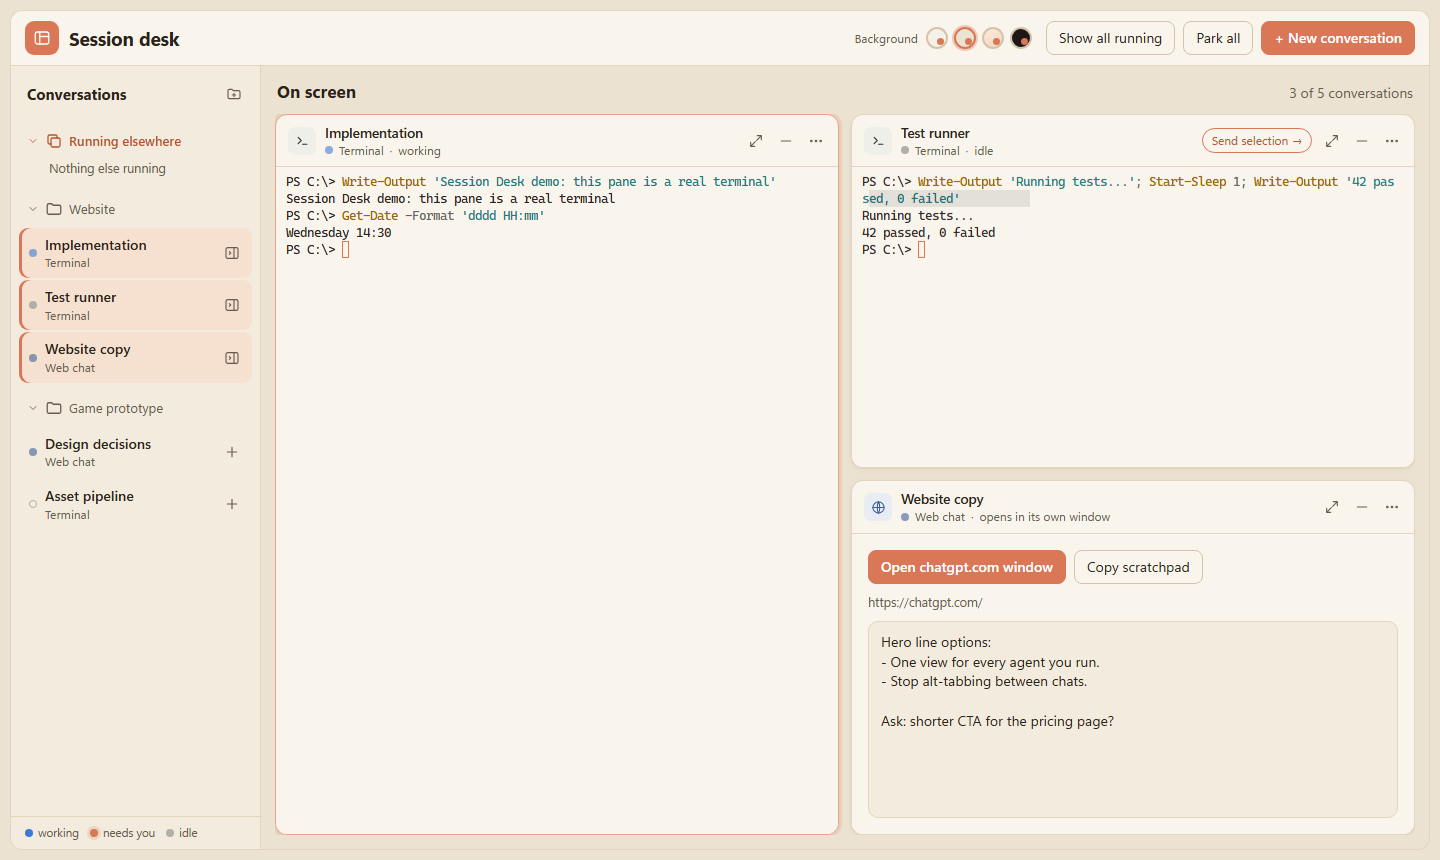 Session desk
Background
Show all running
Park all
+ New conversation
Conversations
Running elsewhere
Nothing else running
Website
Implementation
Terminal
Test runner
Terminal
Website copy
Web chat
Game prototype
Design decisions
Web chat
Asset pipeline
Terminal
working
needs you
idle
On screen
3 of 5 conversations
Implementation
Terminal · working
PS C:\> Write-Output 'Session Desk demo: this pane is a real terminal'
Session Desk demo: this pane is a real terminal
PS C:\> Get-Date -Format 'dddd HH:mm'
Wednesday 14:30
PS C:\>
Test runner
Terminal · idle
Send selection →
PS C:\> Write-Output 'Running tests...'; Start-Sleep 1; Write-Output '42 pas
sed, 0 failed'
Running tests...
42 passed, 0 failed
PS C:\>
Website copy
Web chat · opens in its own window
Open chatgpt.com window
Copy scratchpad
https://chatgpt.com/
Hero line options:
- One view for every agent you run.
- Stop alt-tabbing between chats.
Ask: shorter CTA for the pricing page?